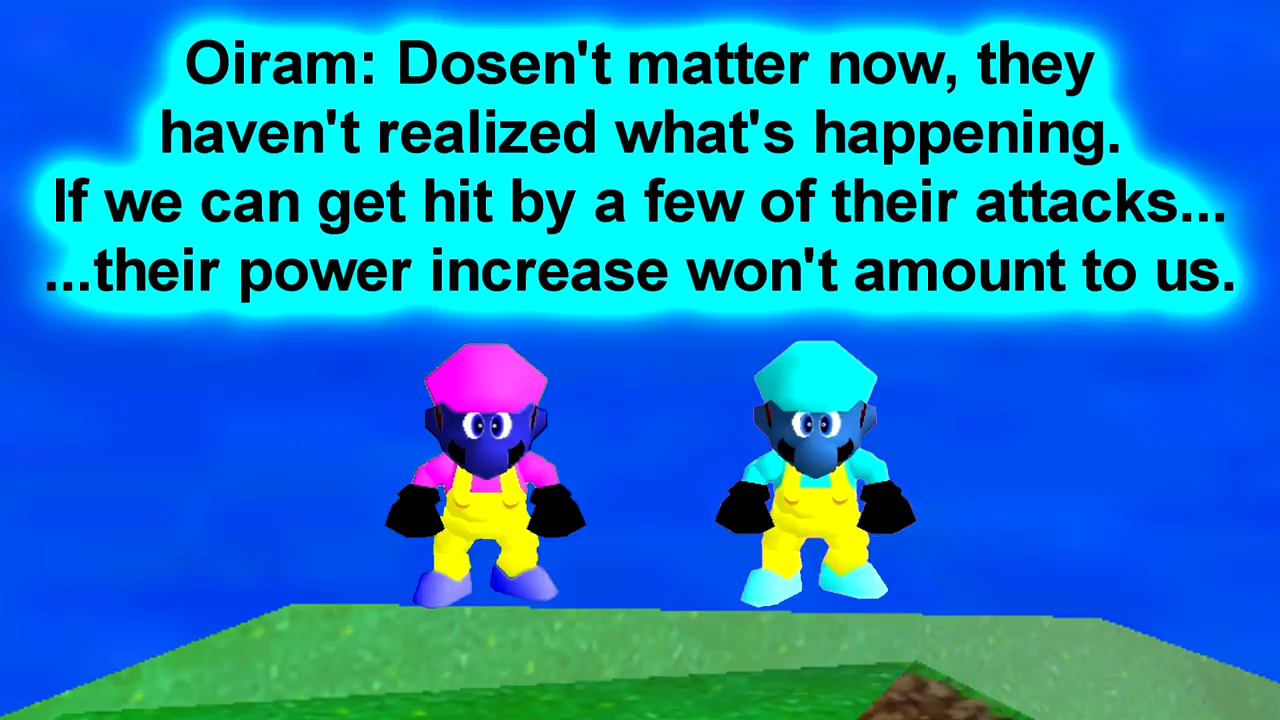 Oiram: Dosen't matter now, they
haven't realized what's happening.
If we can get hit by a few of their attacks...
...their power increase won't amount to us.